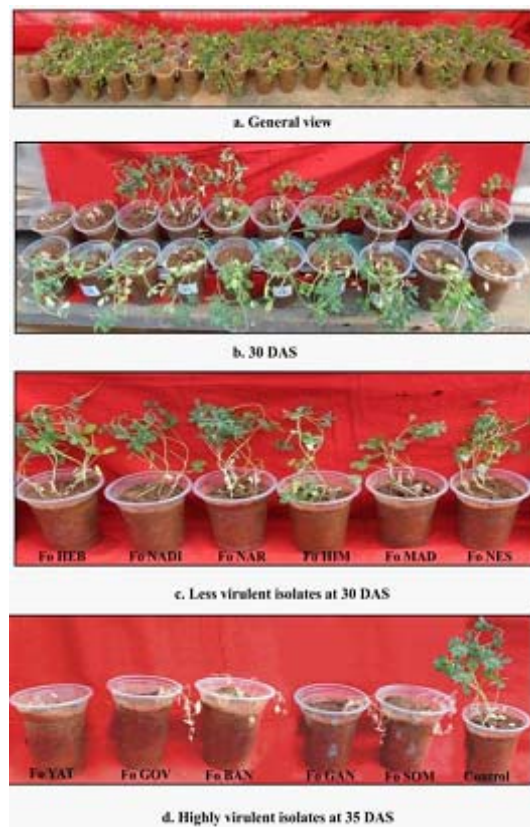 a. General view
b. 30 DAS
Fo HEB Fo NADI Fo NAR Fo HIM Fo MAD Fo NES
c. Less virulent isolates at 30 DAS
Fo YAT Fo GOV Fo BAN Fo GAN Fo SOM Control
d. Highly virulent isolates at 35 DAS